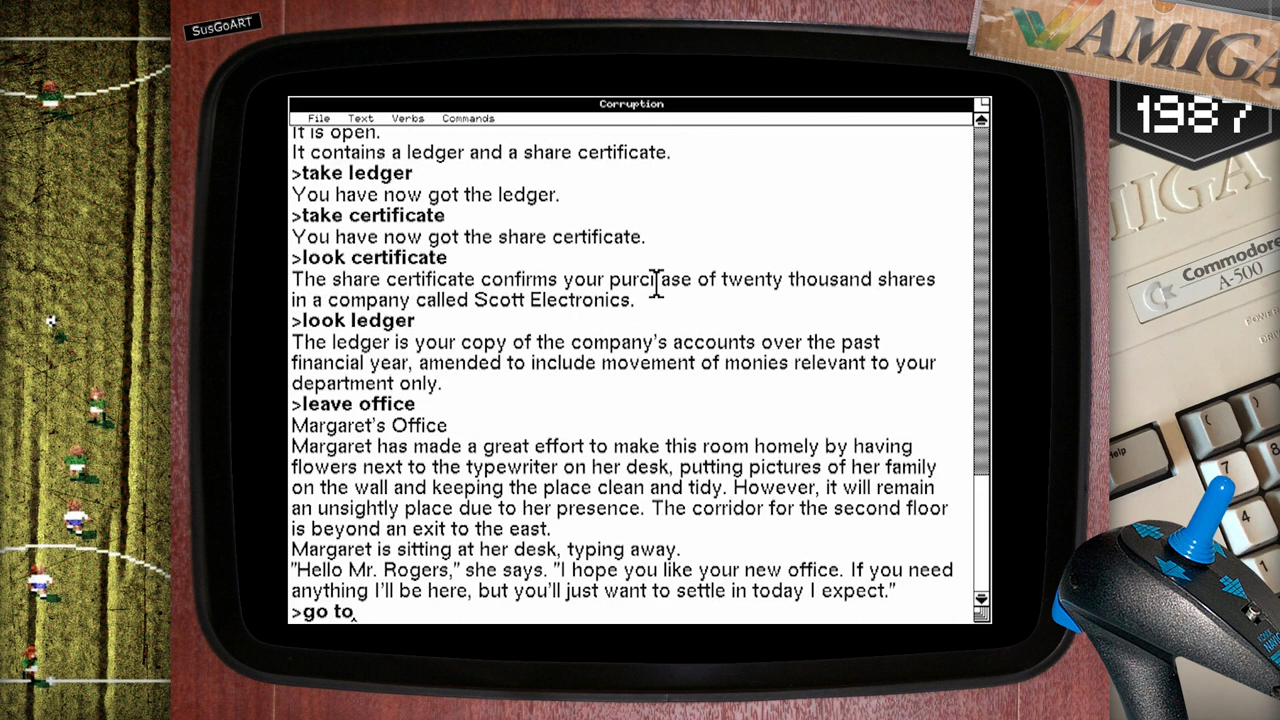 SusGoART
AMIGA
1987
Corruption
File Text Verbs Commands
It is open.
It contains a ledger and a share certificate.
>take ledger
You have now got the ledger.
>take certificate
You have now got the share certificate.
>look certificate
The share certificate confirms your purchase of twenty thousand shares
in a company called Scott Electronics.
>look ledger
The ledger is your copy of the company's accounts over the past
financial year, amended to include movement of monies relevant to your
department only.
>leave office
Margaret's Office
Margaret has made a great effort to make this room homely by having
flowers next to the typewriter on her desk, putting pictures of her family
on the wall and keeping the place clean and tidy. However, it will remain
an unsightly place due to her presence. The corridor for the second floor
is beyond an exit to the east.
Margaret is sitting at her desk, typing away.
"Hello Mr. Rogers," she says. "I hope you like your new office. If you need
anything I'll be here, but you'll just want to settle in today I expect."
>go to
Commodore
A-500
Help
7
4
1